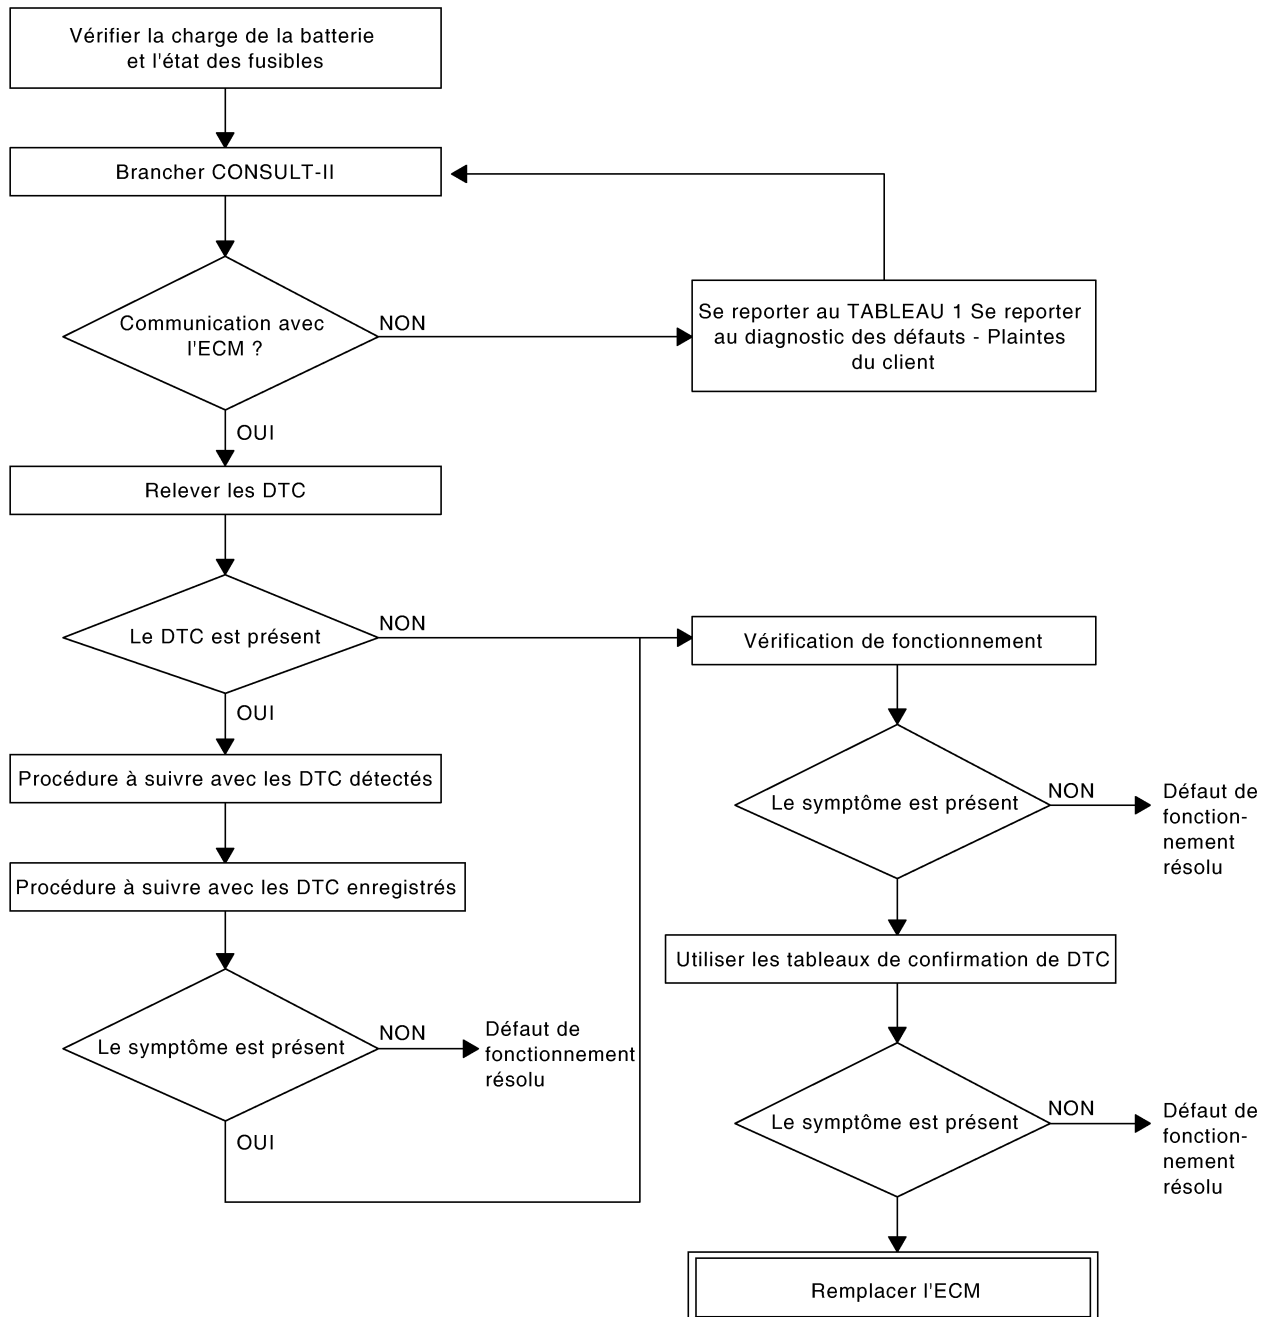 Vérifier la charge de la batterie
et l'état des fusibles
Brancher CONSULT-II
Communication avec
l'ECM ?
NON
Se reporter au TABLEAU 1 Se reporter
au diagnostic des défauts - Plaintes
du client
OUI
Relever les DTC
Le DTC est présent
NON
OUI
Procédure à suivre avec les DTC détectés
Procédure à suivre avec les DTC enregistrés
Le symptôme est présent
NON
Défaut de
fonctionnement
résolu
OUI
Vérification de fonctionnement
Le symptôme est présent
NON
Défaut de
fonction-
nement
résolu
Utiliser les tableaux de confirmation de DTC
Le symptôme est présent
NON
Défaut de
fonction-
nement
résolu
Remplacer l'ECM